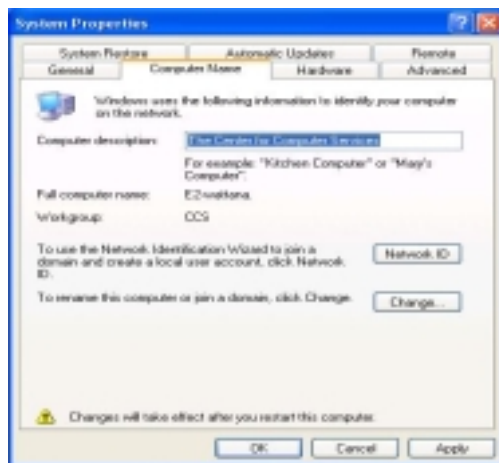 System Properties
System Restore Automatic Updates Remote
General Computer Name Hardware Advanced
Windows uses the following information to identify your computer
on the network.
Computer description: The Center for Computer Services
For example: "Kitchen Computer" or "Mary's
Computer".
Full computer name: E2-wattana.
Workgroup: CCS
To use the Network Identification Wizard to join a
domain and create a local user account, click Network
ID.
Network ID
To rename this computer or join a domain, click Change.
Change...
Changes will take effect after you restart this computer.
OK Cancel Apply